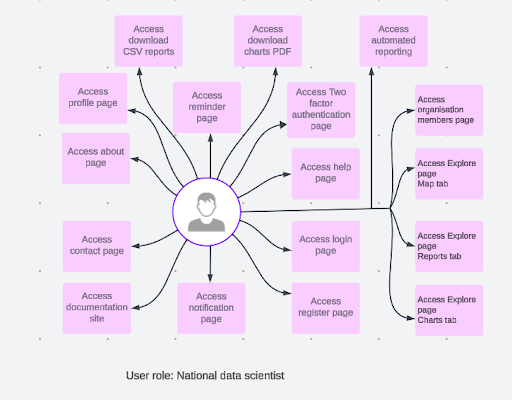 Access
download
CSV reports
Access
download
charts PDF
Access
automated
reporting
Access
profile page
Access
reminder
page
Access Two
factor
authentication
page
Access
organisation
members page
Access about
page
Access help
page
Access Explore
page
Map tab
Access
contact page
Access login
page
Access Explore
page
Reports tab
Access
documentation
site
Access
notification
page
Access
register page
Access Explore
page
Charts tab
User role: National data scientist